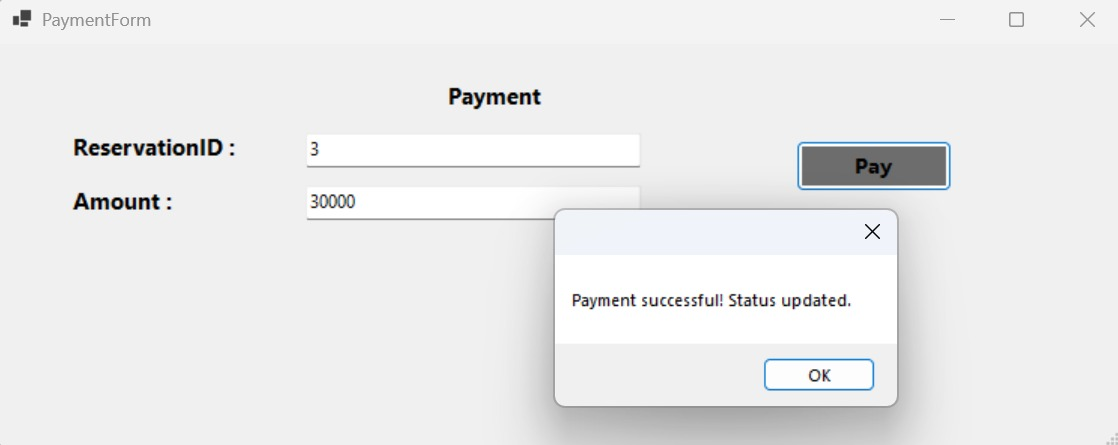 PaymentForm
Payment
ReservationID :
3
Pay
Amount :
30000
Payment successful! Status updated.
OK